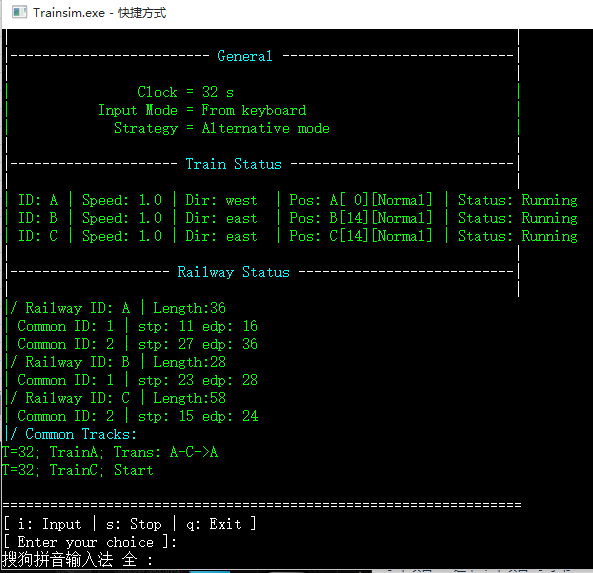 Trainsim.exe - 快捷方式
|----------------------- General ---------------------------|
Clock = 32 s
Input Mode = From keyboard
Strategy = Alternative mode
|-------------------- Train Status --------------------------|
| ID: A | Speed: 1.0 | Dir: west | Pos: A[ 0][Normal] | Status: Running
| ID: B | Speed: 1.0 | Dir: east | Pos: B[14][Normal] | Status: Running
| ID: C | Speed: 1.0 | Dir: east | Pos: C[14][Normal] | Status: Running
|------------------- Railway Status -------------------------|
|/ Railway ID: A | Length:36
| Common ID: 1 | stp: 11 edp: 16
| Common ID: 2 | stp: 27 edp: 36
|/ Railway ID: B | Length:28
| Common ID: 1 | stp: 23 edp: 28
|/ Railway ID: C | Length:58
| Common ID: 2 | stp: 15 edp: 24
|/ Common Tracks:
T=32; TrainA; Trans: A-C->A
T=32; TrainC; Start
================================================================
[ i: Input | s: Stop | q: Exit ]
[ Enter your choice ]:
搜狗拼音输入法 全 :